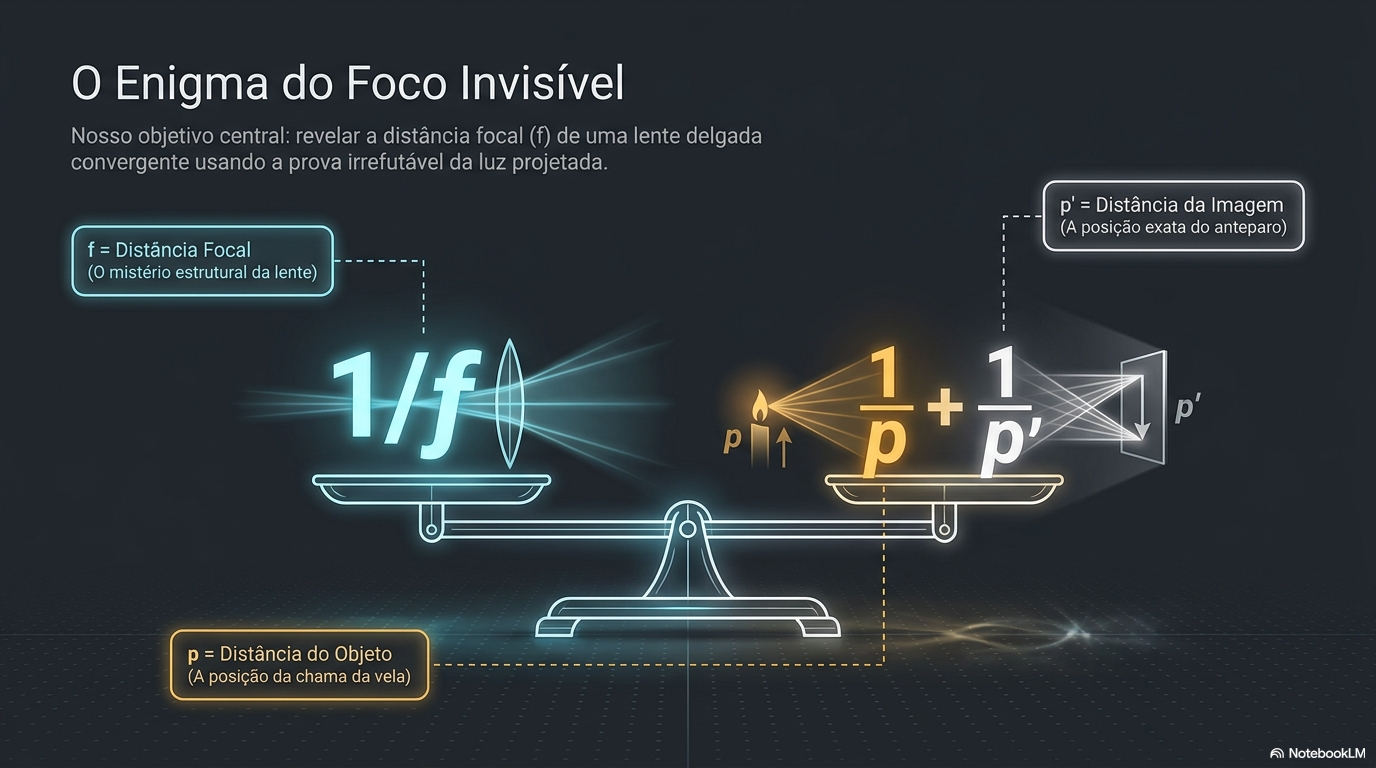 O Enigma do Foco Invisível
Nosso objetivo central: revelar a distância focal (f) de uma lente delgada
convergente usando a prova irrefutável da luz projetada.
p' = Distância da Imagem
(A posição exata do anteparo)
f = Distância Focal
(O mistério estrutural da lente)
1/f
p
1/p + 1/p'
p'
p = Distância do Objeto
(A posição da chama da vela)
NotebookLM